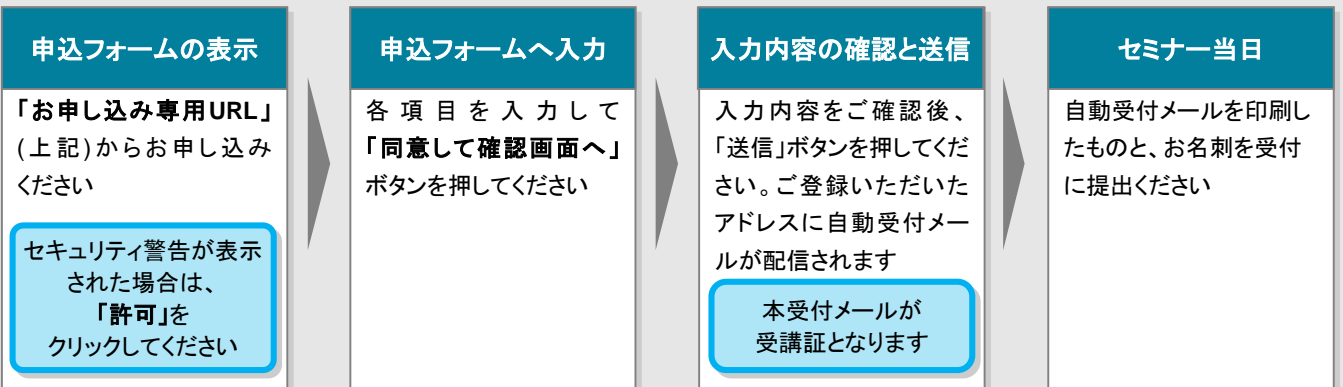 申込フォームの表示
「お申し込み専用URL」
(上記)からお申し込み
ください
セキュリティ警告が表示
された場合は、
「許可」を
クリックしてください
申込フォームへ入力
各項目を入力して
「同意して確認画面へ」
ボタンを押してください
入力内容の確認と送信
入力内容をご確認後、
「送信」ボタンを押してくだ
さい。ご登録いただいた
アドレスに自動受付メー
ルが配信されます
本受付メールが
受講証となります
セミナー当日
自動受付メールを印刷し
たものと、お名刺を受付
に提出ください